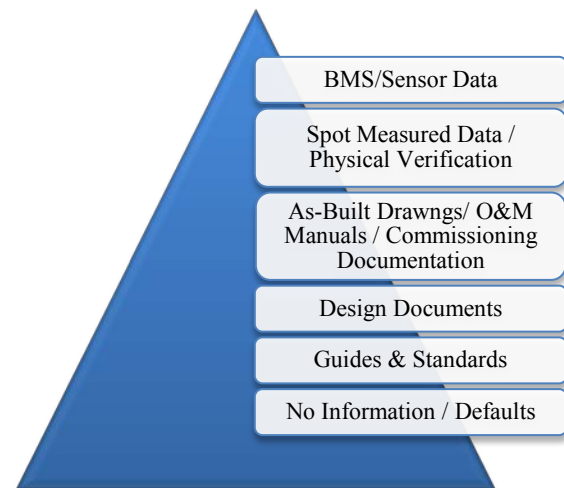 BMS/Sensor Data
Spot Measured Data /
Physical Verification
As-Built Drawngs/ O&M
Manuals / Commissioning
Documentation
Design Documents
Guides & Standards
No Information / Defaults